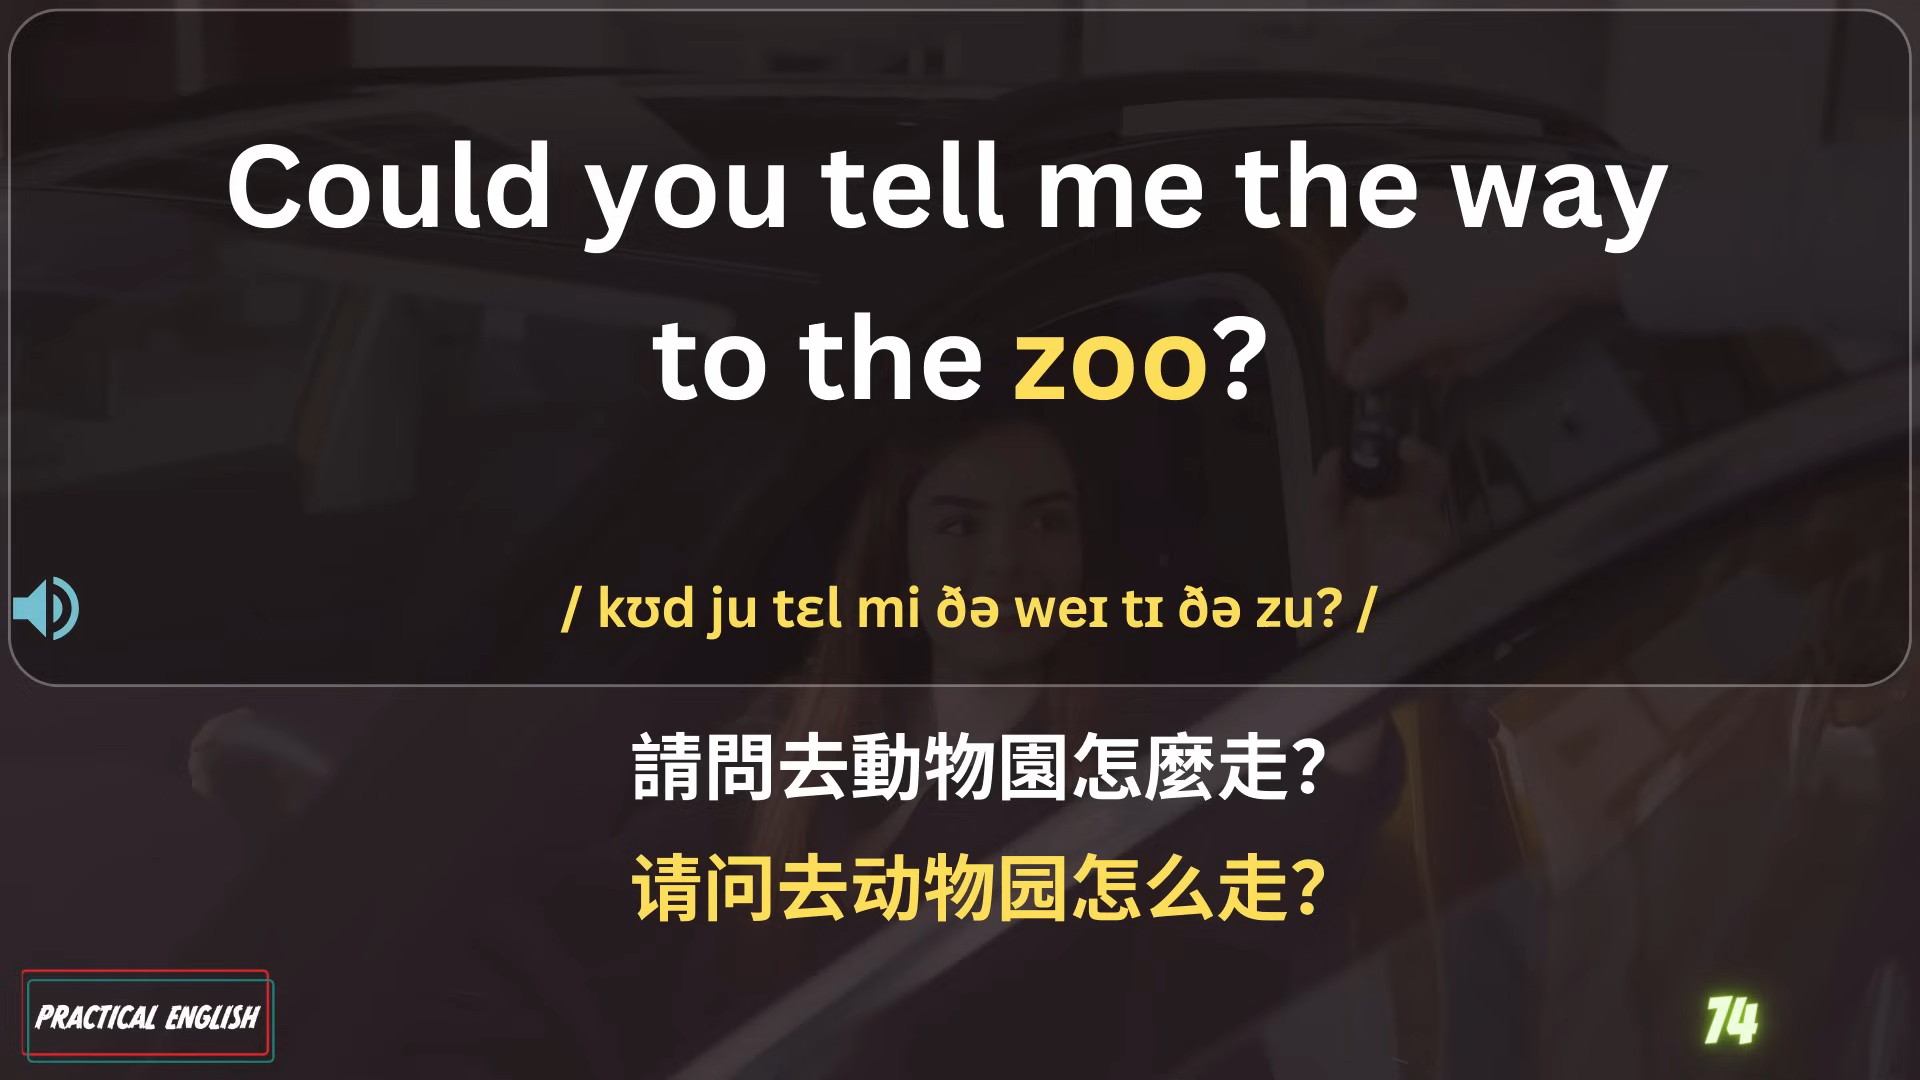 Could you tell me the way
to the zoo?
/ kʊd ju tɛl mi ðə weɪ tɪ ðə zu? /
請問去動物園怎麼走?
请问去动物园怎么走?
PRACTICAL ENGLISH
74